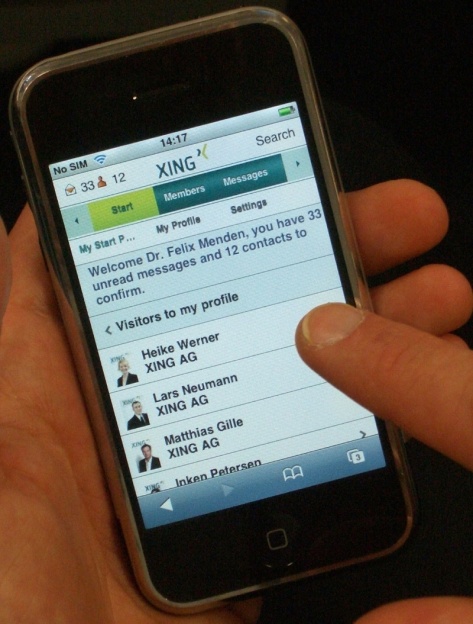 No SIM 14:17
33 12 XING Search
Start Members Messages
My Start P... My Profile Settings
Welcome Dr. Felix Menden, you have 33
unread messages and 12 contacts to
confirm.
Visitors to my profile
Heike Werner
XING AG
Lars Neumann
XING AG
Matthias Gille
XING AG
Inken Petersen
3